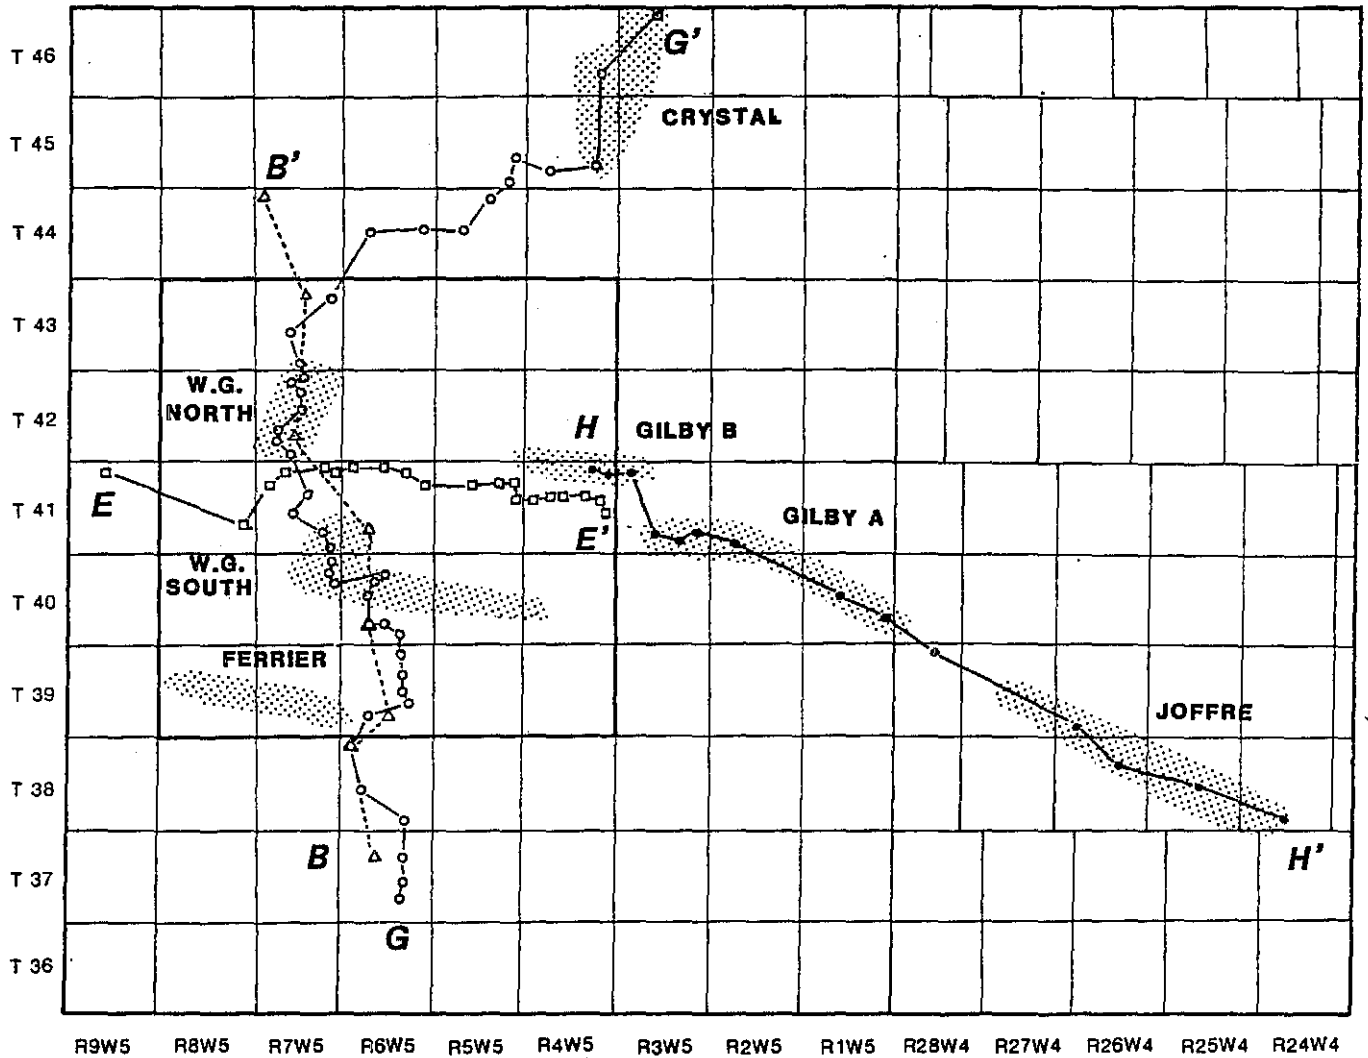 T 46
G'
CRYSTAL
T 45
B'
T 44
T 43
W.G.
NORTH
T 42
H
GILBY B
E
T 41
GILBY A
E'
W.G.
SOUTH
T 40
FERRIER
T 39
JOFFRE
T 38
B
H'
T 37
G
T 36
R9W5 R8W5 R7W5 R6W5 R5W5 R4W5 R3W5 R2W5 R1W5 R28W4 R27W4 R26W4 R25W4 R24W4